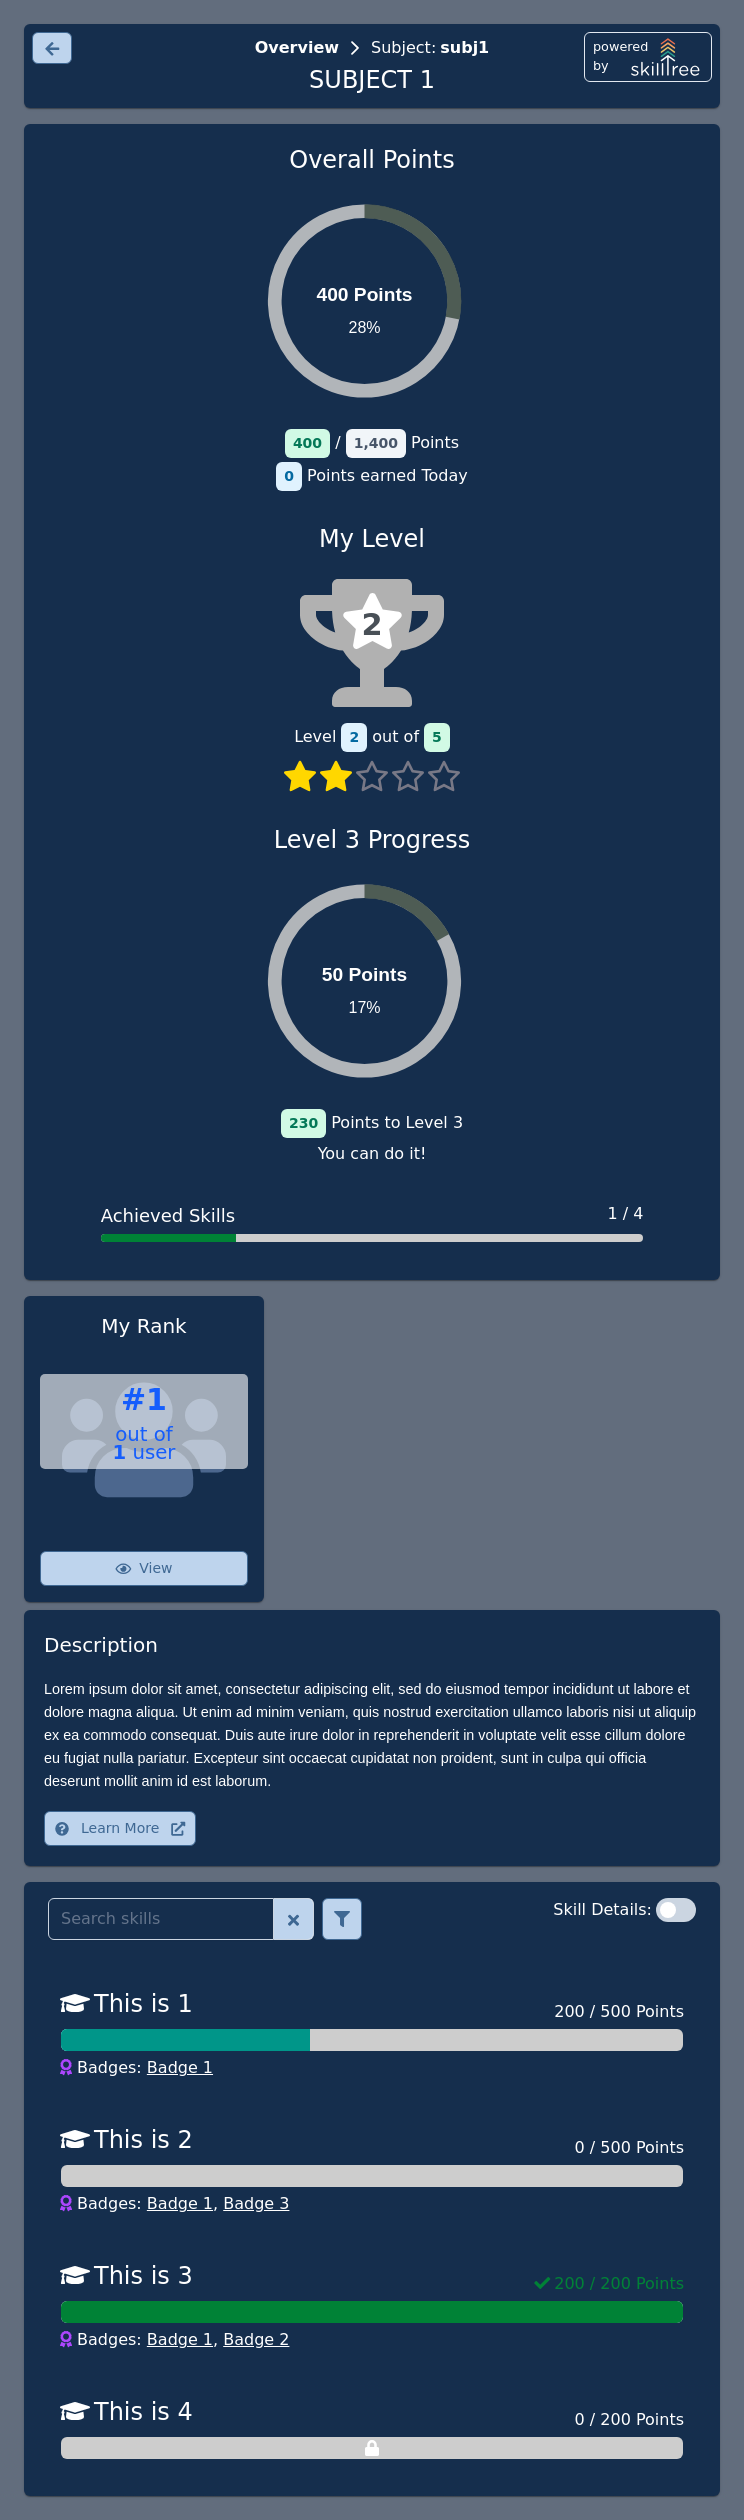 Overview > Subject: subj1
powered by skilltree
SUBJECT 1
Overall Points
400 Points
28%
400 / 1,400 Points
0 Points earned Today
My Level
2
Level 2 out of 5
Level 3 Progress
50 Points
17%
230 Points to Level 3
You can do it!
Achieved Skills 1 / 4
My Rank
#1
out of
1 user
View
Description
Lorem ipsum dolor sit amet, consectetur adipiscing elit, sed do eiusmod tempor incididunt ut labore et
dolore magna aliqua. Ut enim ad minim veniam, quis nostrud exercitation ullamco laboris nisi ut aliquip
ex ea commodo consequat. Duis aute irure dolor in reprehenderit in voluptate velit esse cillum dolore
eu fugiat nulla pariatur. Excepteur sint occaecat cupidatat non proident, sunt in culpa qui officia
deserunt mollit anim id est laborum.
Learn More
Search skills
Skill Details:
This is 1
200 / 500 Points
Badges: Badge 1
This is 2
0 / 500 Points
Badges: Badge 1, Badge 3
This is 3
200 / 200 Points
Badges: Badge 1, Badge 2
This is 4
0 / 200 Points